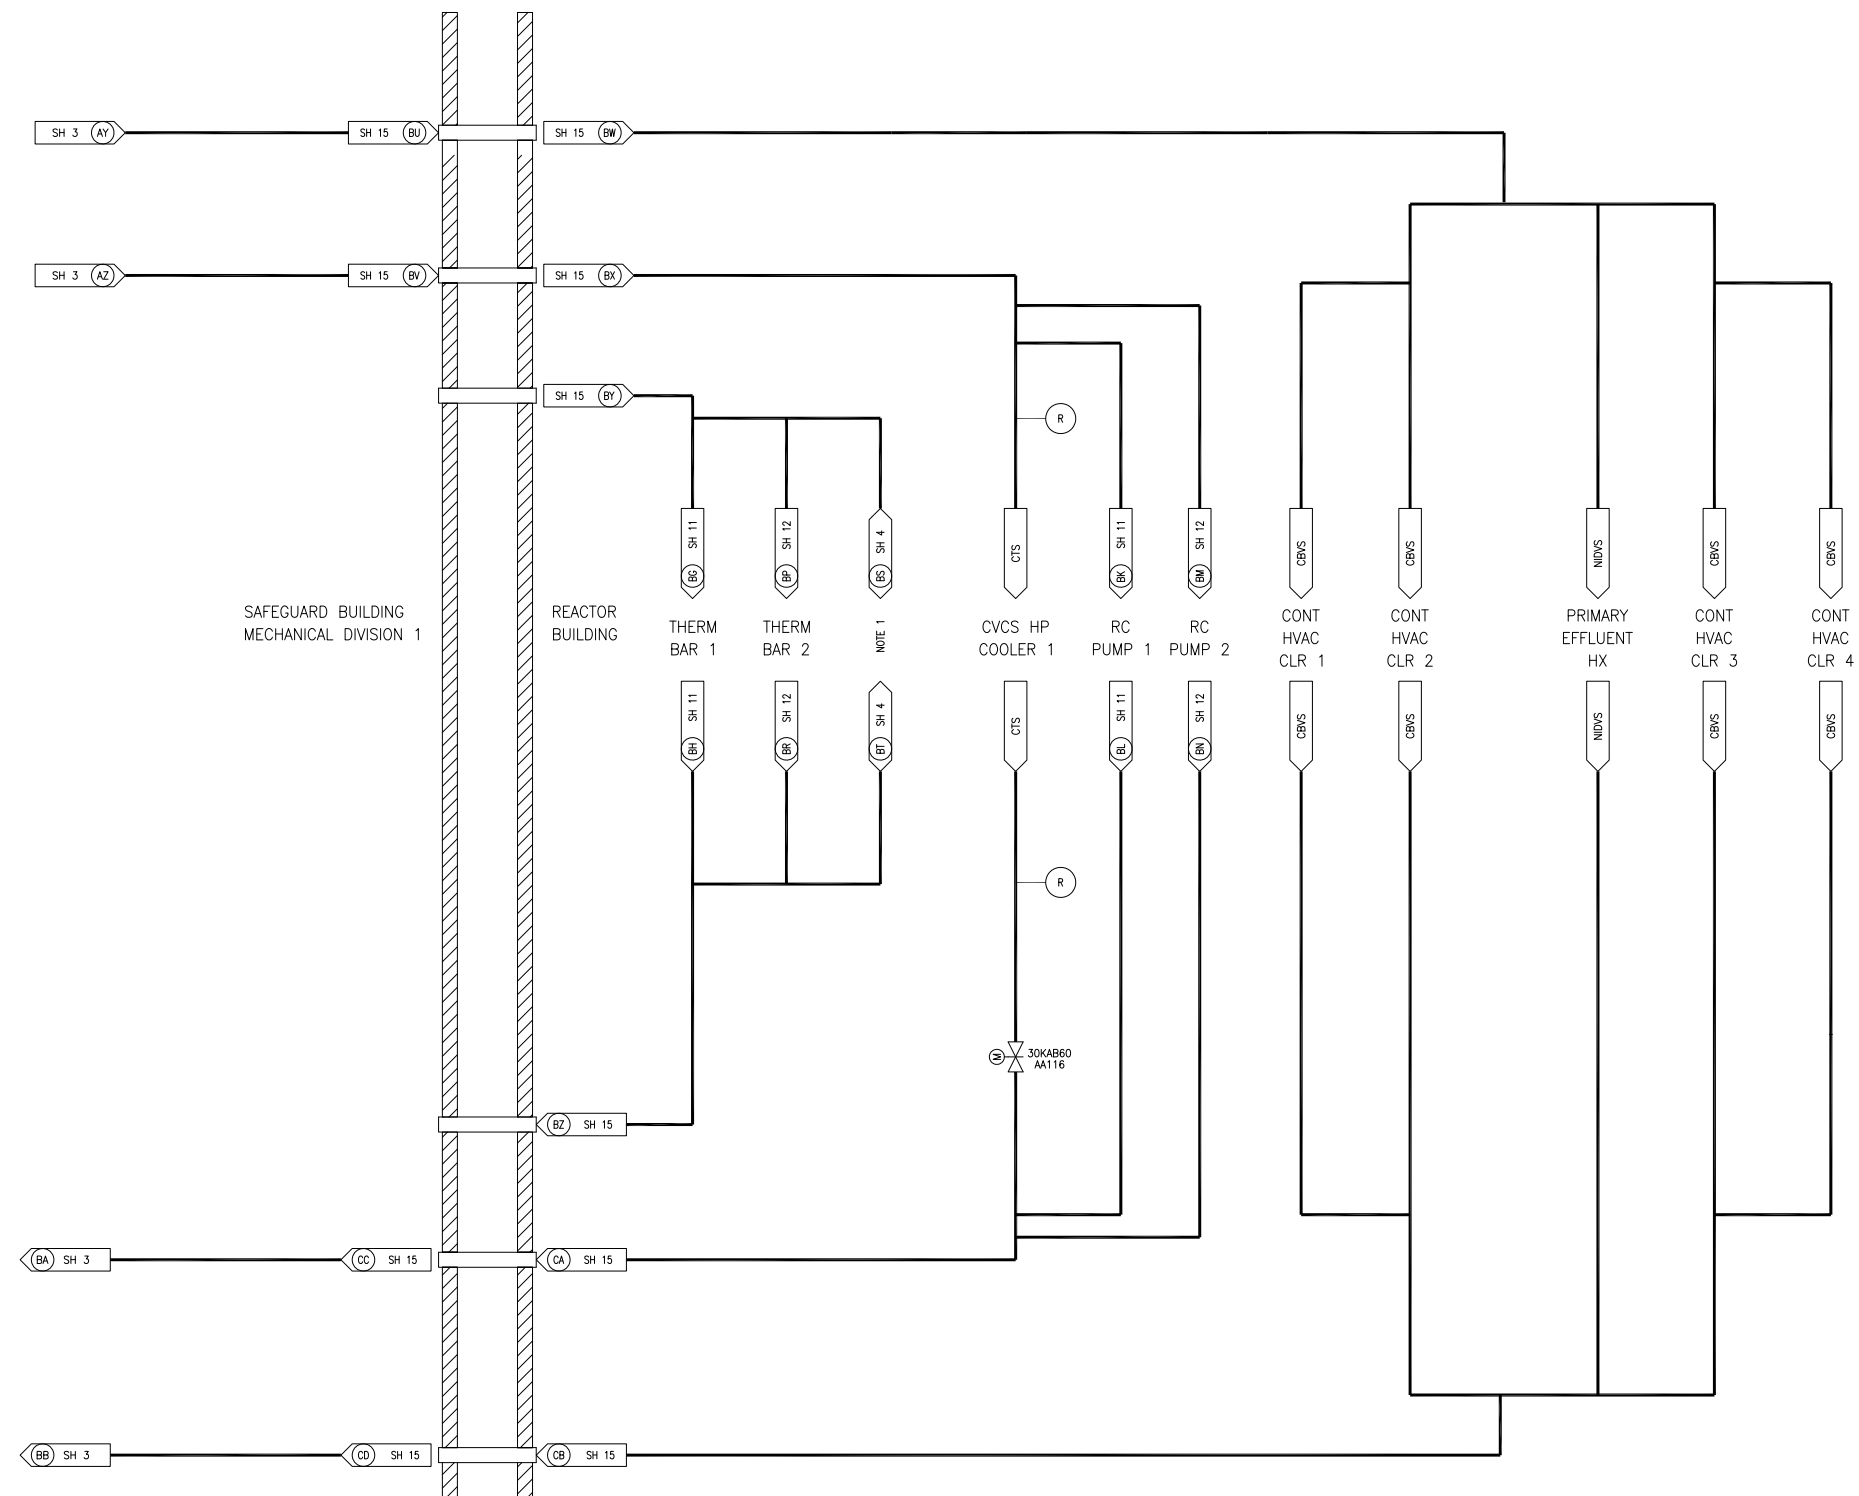 SH 3 AY
SH 15 BU
SH 15 BW
SH 3 AZ
SH 15 BV
SH 15 BX
SH 15 BY
R
SH 11 BG
SH 12 BP
SH 4 BS
CTS
SH 11 BK
SH 12 BM
CBVS
CBVS
NIDVS
CBVS
CBVS
SAFEGUARD BUILDING
MECHANICAL DIVISION 1
REACTOR
BUILDING
THERM
BAR 1
THERM
BAR 2
NOTE 1
CVCS HP
COOLER 1
RC
PUMP 1
RC
PUMP 2
CONT
HVAC
CLR 1
CONT
HVAC
CLR 2
PRIMARY
EFFLUENT
HX
CONT
HVAC
CLR 3
CONT
HVAC
CLR 4
BH SH 11
BR SH 12
BT SH 4
CTS
BL SH 11
BN SH 12
CBVS
CBVS
NIDVS
CBVS
CBVS
R
M
30KAB60
AA116
BZ SH 15
BA SH 3
CC SH 15
CA SH 15
BB SH 3
CD SH 15
CB SH 15